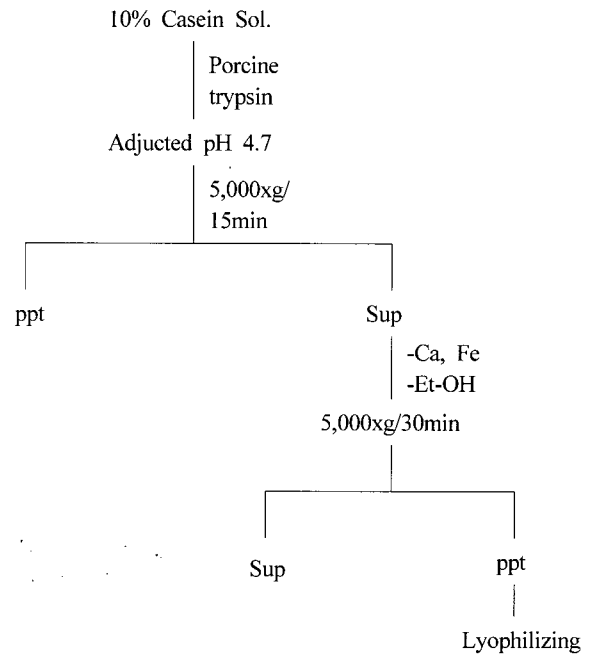 10% Casein Sol.
Porcine
trypsin
Adjucted pH 4.7
5,000xg/
15min
ppt
Sup
-Ca, Fe
-Et-OH
5,000xg/30min
Sup
ppt
Lyophilizing